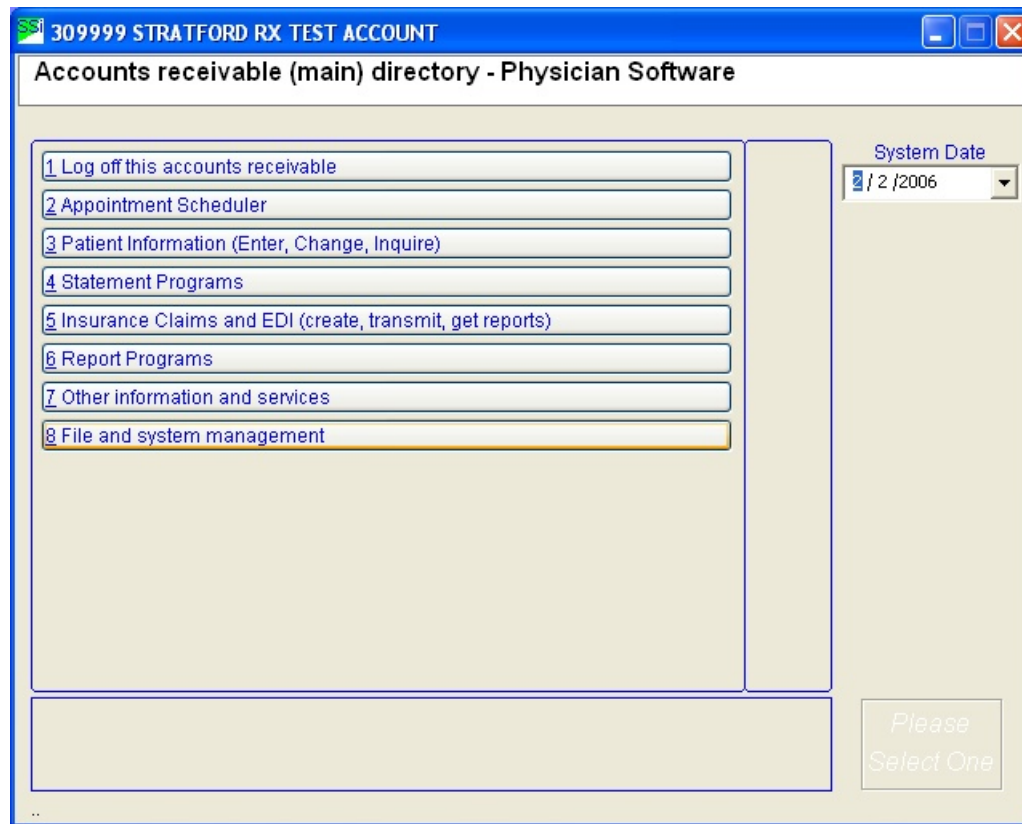 SSI 309999 STRATFORD RX TEST ACCOUNT
Accounts receivable (main) directory - Physician Software
1 Log off this accounts receivable
2 Appointment Scheduler
3 Patient Information (Enter, Change, Inquire)
4 Statement Programs
5 Insurance Claims and EDI (create, transmit, get reports)
6 Report Programs
7 Other information and services
8 File and system management
System Date
2 / 2 /2006
Please
Select One
..